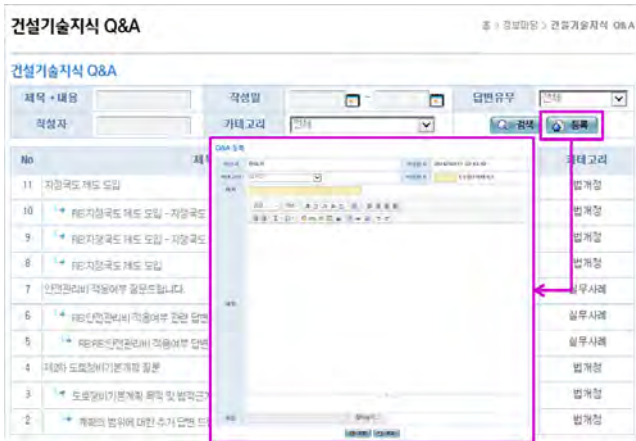 건설기술지식 Q&A
홈 > 정보마당 > 건설기술지식 Q&A
건설기술지식 Q&A
제목+내용
작성일
~
답변유무
전체
작성자
카테고리
전체
검색
등록
No
카테고리
Q&A 등록
11 지정국도 제도 도입 법개정
10 RE:지정국도 제도 도입-지정국도 법개정
9 RE:지정국도 제도 도입-지정국도 법개정
8 RE:지정국도 제도 도입 법개정
7 안전관리비 적용여부 질문드립니다. 실무사례
6 RE:안전관리비 적용여부 관련 답변 실무사례
5 RE:RE:안전관리비 적용여부 답변 실무사례
4 제2차 도로정비기본계획 질문 법개정
3 도로정비기본계획 목적 및 법적근거 법개정
2 계획의 범위에 대한 추가 답변 법개정